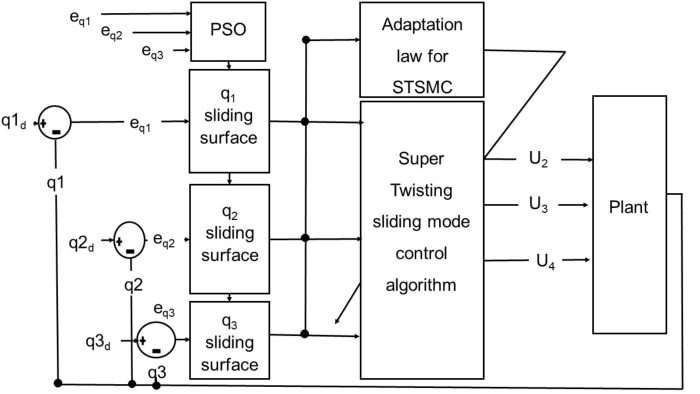 eq1
eq2
eq3
PSO
Adaptation
law for
STSMC
q1d
+
-
eq1
q1
sliding
surface
q1
Super
Twisting
sliding mode
control
algorithm
U2
U3
U4
Plant
q2d
+
-
eq2
q2
sliding
surface
q2
eq3
q3d
+
-
q3
sliding
surface
q3